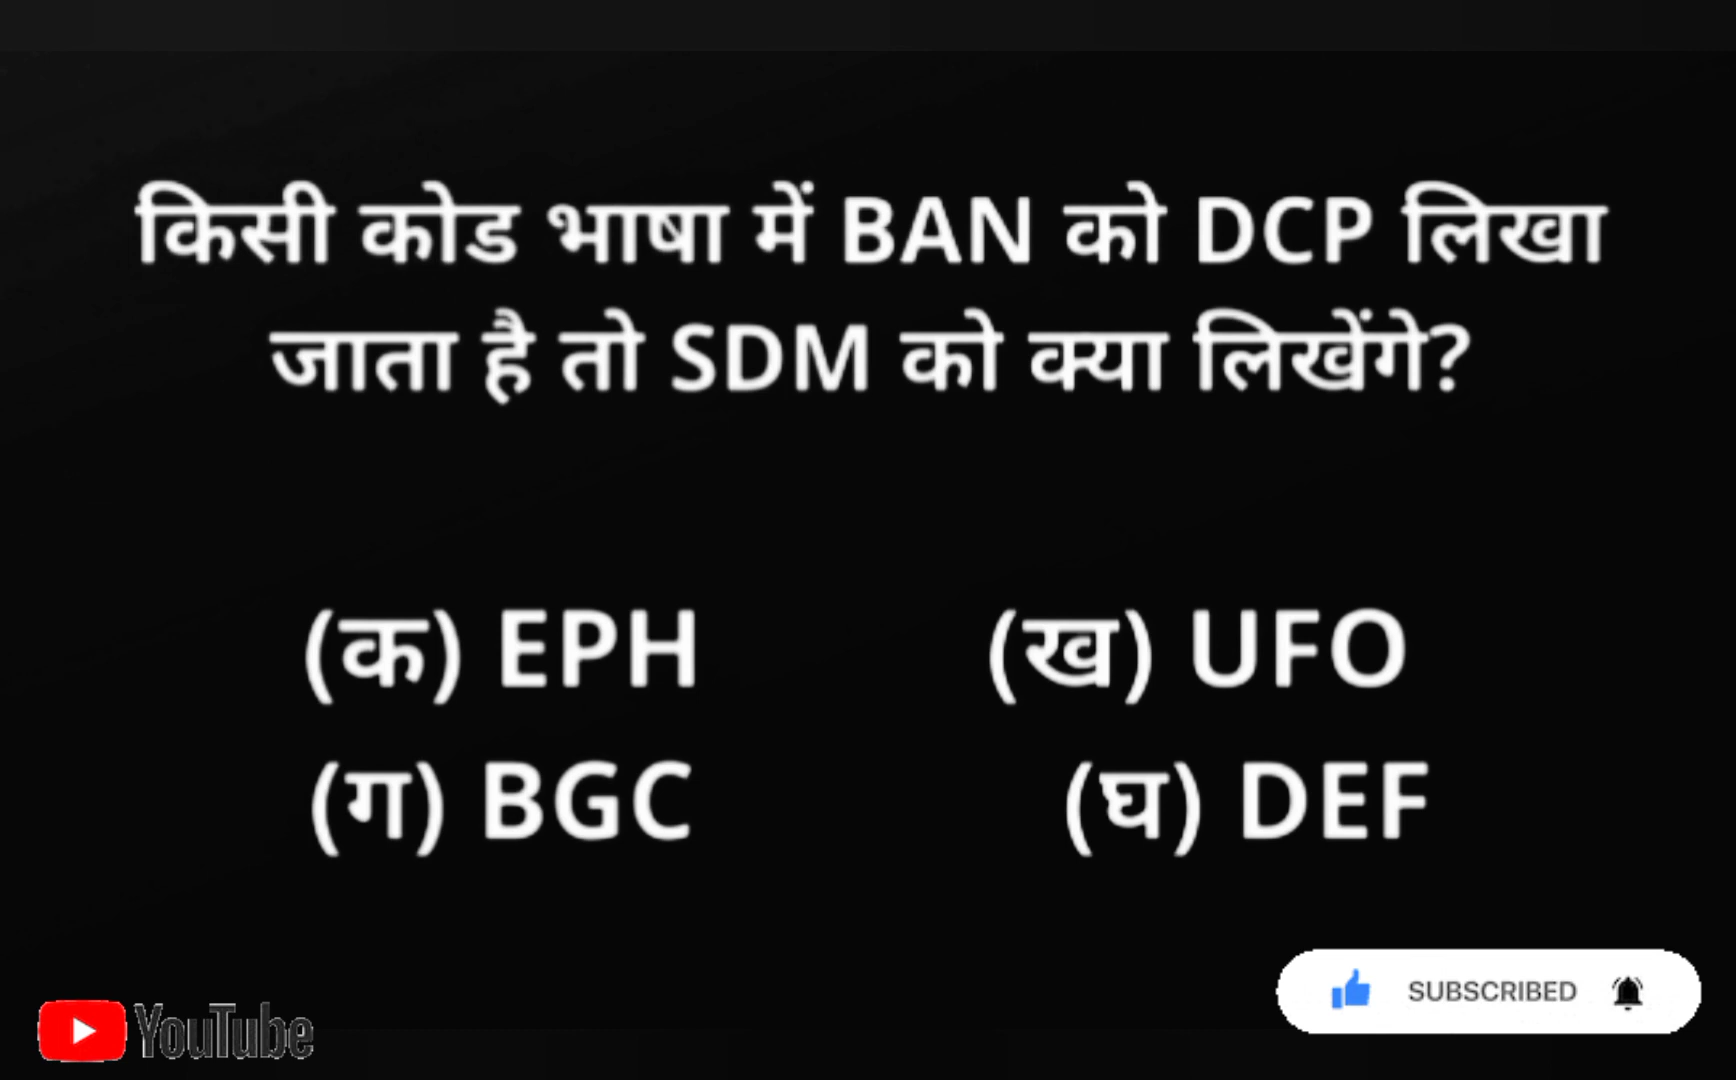 किसी कोड भाषा में BAN को DCP लिखा
जाता है तो SDM को क्या लिखेंगे?
(क) EPH (ख) UFO
(ग) BGC (घ) DEF
SUBSCRIBED
YouTube